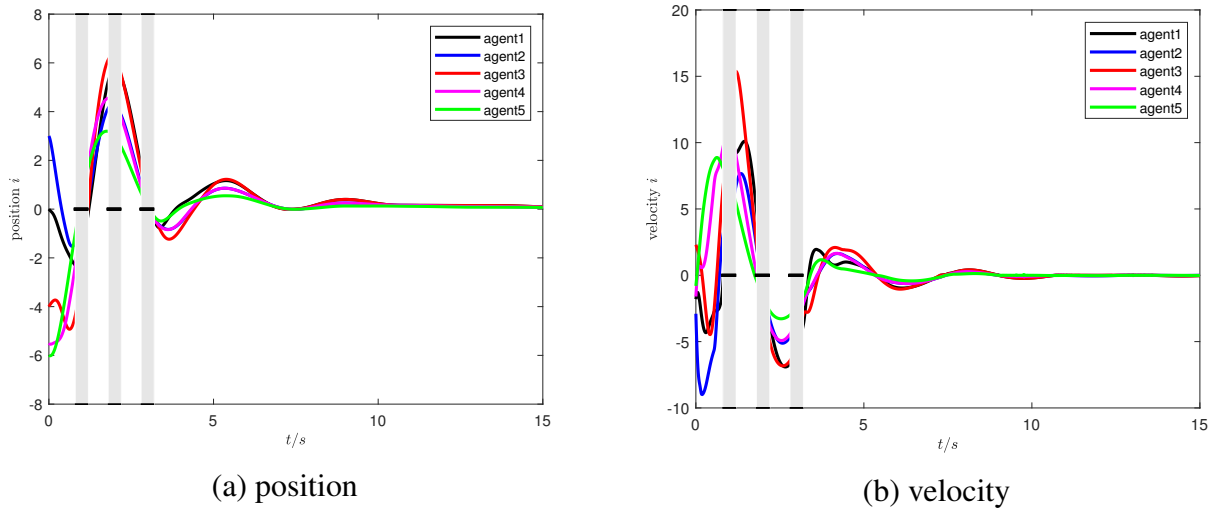 8
6
4
2
0
-2
-4
-6
-8
position i
0
5
10
15
t/s
agent1
agent2
agent3
agent4
agent5
(a) position
20
15
10
5
0
-5
-10
velocity i
0
5
10
15
t/s
agent1
agent2
agent3
agent4
agent5
(b) velocity